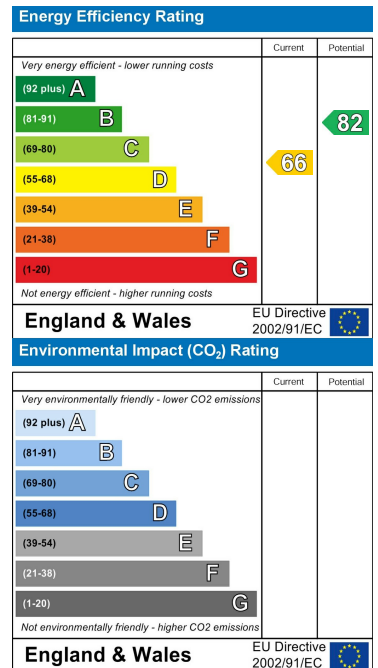 Energy Efficiency Rating
Current Potential
Very energy efficient - lower running costs
(92 plus) A
(81-91) B
82
(69-80) C
66
(55-68) D
(39-54) E
(21-38) F
(1-20) G
Not energy efficient - higher running costs
England & Wales
EU Directive
2002/91/EC
Environmental Impact (CO₂) Rating
Current Potential
Very environmentally friendly - lower CO2 emissions
(92 plus) A
(81-91) B
(69-80) C
(55-68) D
(39-54) E
(21-38) F
(1-20) G
Not environmentally friendly - higher CO2 emissions
England & Wales
EU Directive
2002/91/EC